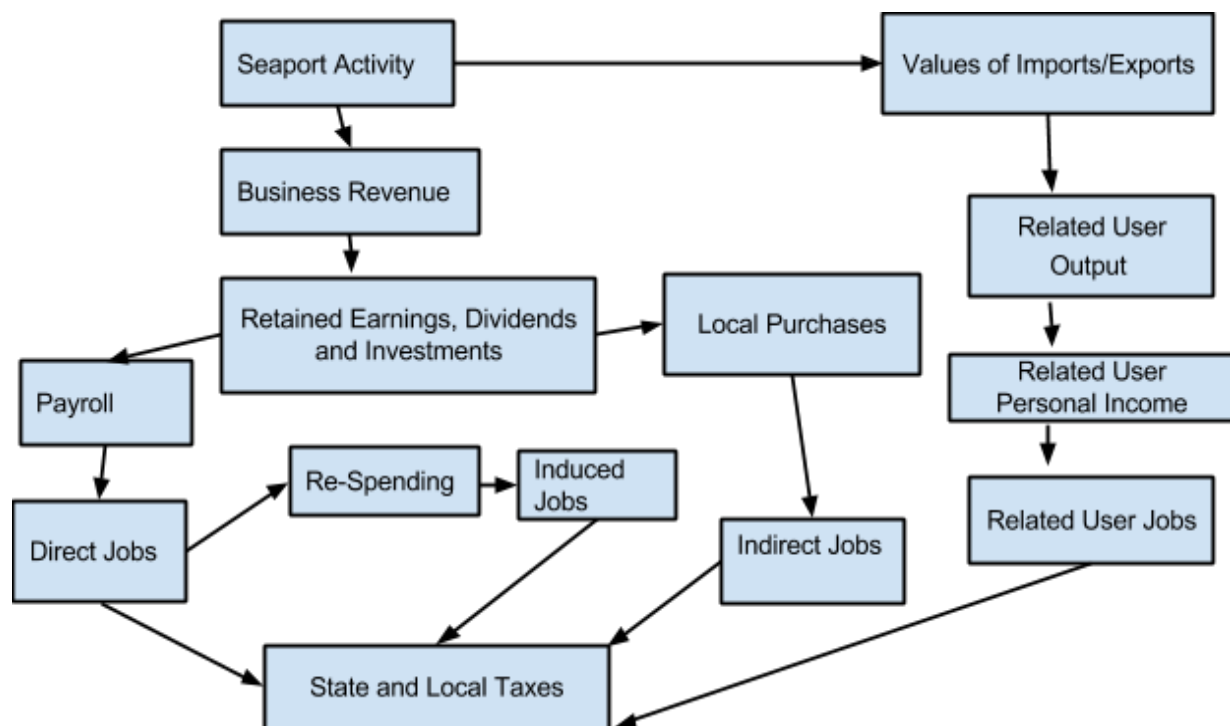 Seaport Activity
Values of Imports/Exports
Business Revenue
Related User
Output
Retained Earnings, Dividends
and Investments
Local Purchases
Related User
Personal Income
Payroll
Re-Spending
Induced
Jobs
Direct Jobs
Indirect Jobs
Related User Jobs
State and Local Taxes